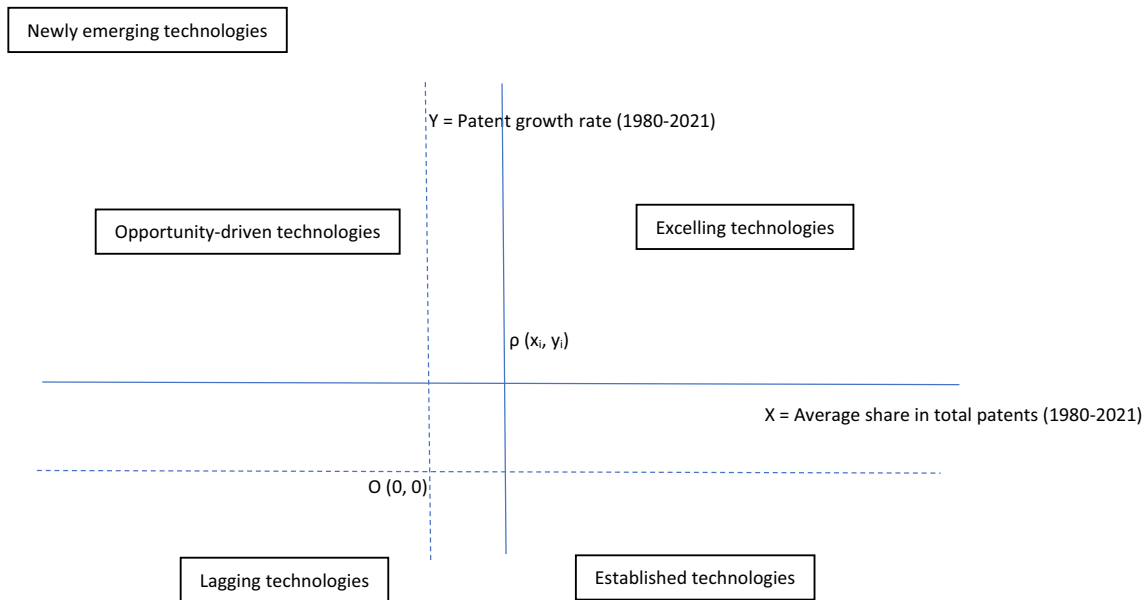 Newly emerging technologies
Y = Patent growth rate (1980-2021)
Opportunity-driven technologies
Excelling technologies
ρ (xᵢ, yᵢ)
X = Average share in total patents (1980-2021)
O (0, 0)
Lagging technologies
Established technologies